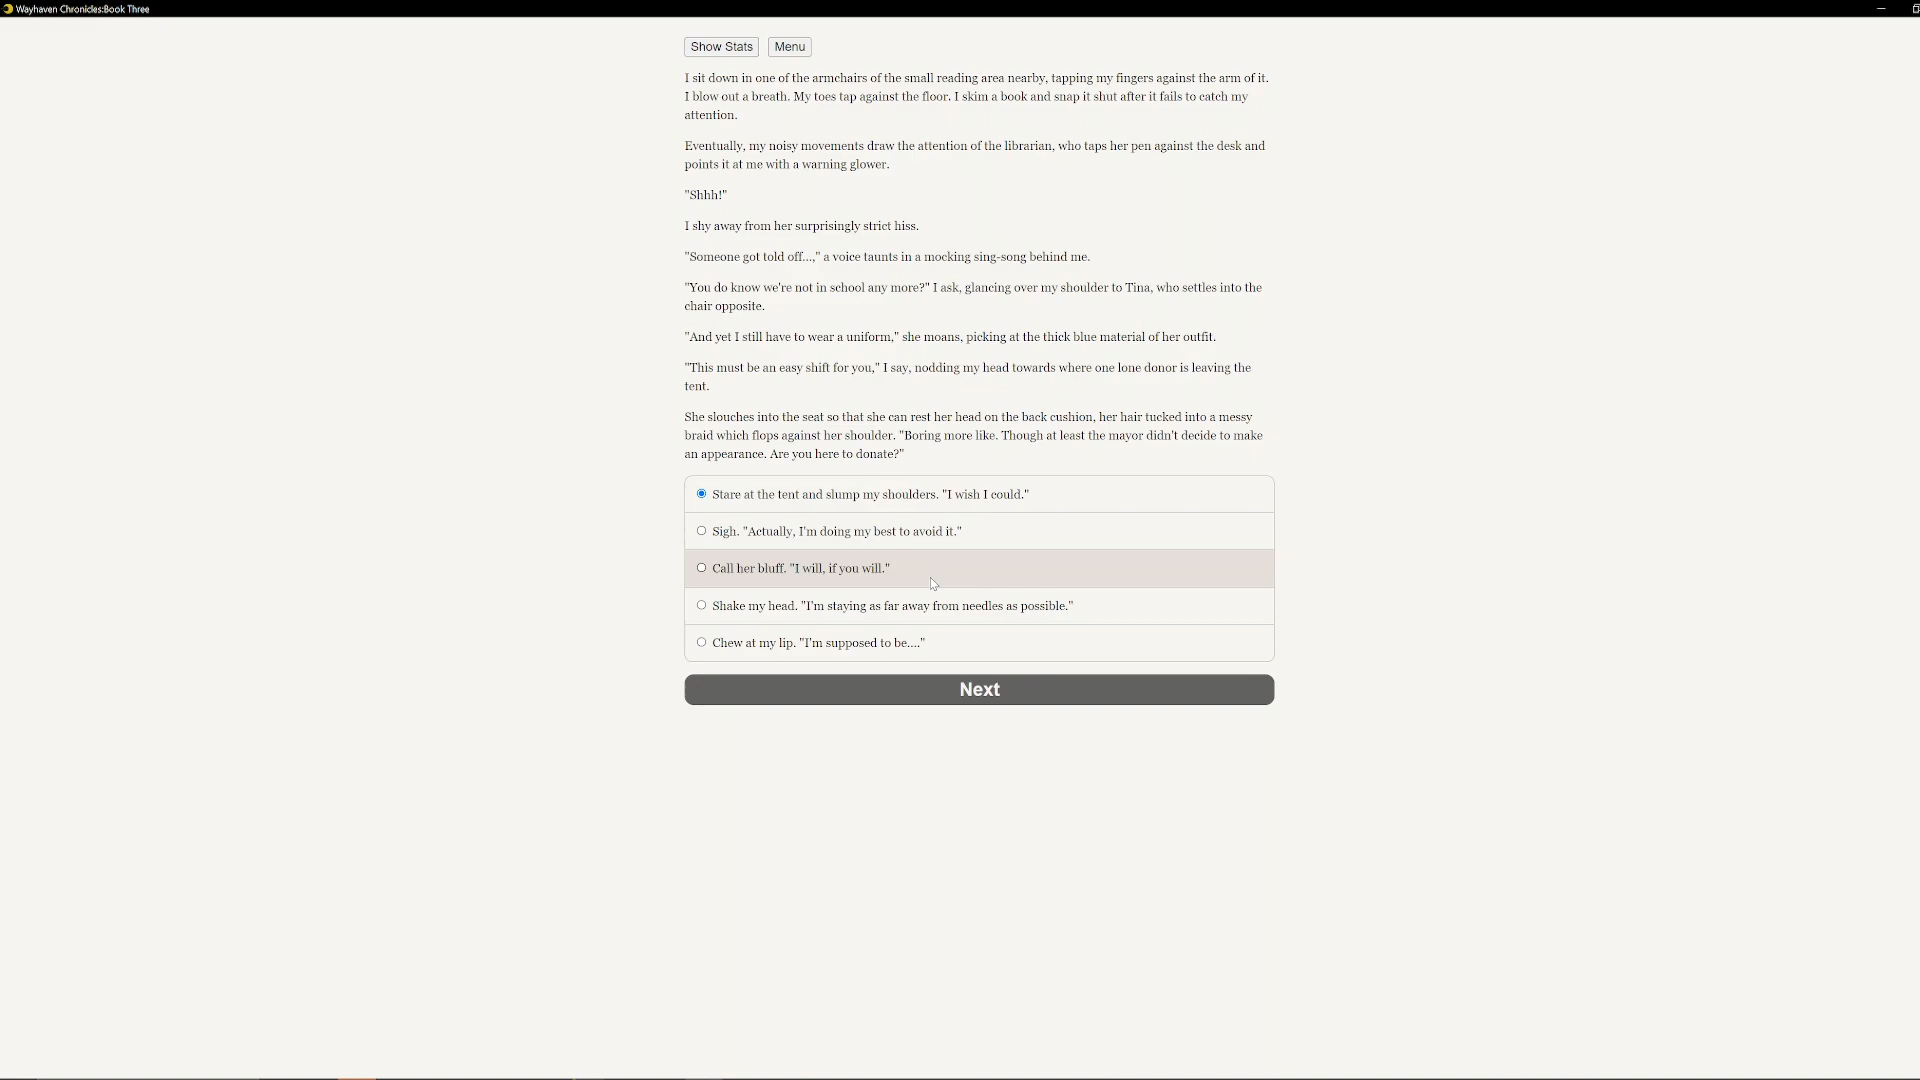 Wayhaven Chronicles:Book Three
Show Stats
Menu
I sit down in one of the armchairs of the small reading area nearby, tapping my fingers against the arm of it.
I blow out a breath. My toes tap against the floor. I skim a book and snap it shut after it fails to catch my
attention.
Eventually, my noisy movements draw the attention of the librarian, who taps her pen against the desk and
points it at me with a warning glower.
"Shhh!"
I shy away from her surprisingly strict hiss.
"Someone got told off...," a voice taunts in a mocking sing-song behind me.
"You do know we're not in school any more?" I ask, glancing over my shoulder to Tina, who settles into the
chair opposite.
"And yet I still have to wear a uniform," she moans, picking at the thick blue material of her outfit.
"This must be an easy shift for you," I say, nodding my head towards where one lone donor is leaving the
tent.
She slouches into the seat so that she can rest her head on the back cushion, her hair tucked into a messy
braid which flops against her shoulder. "Boring more like. Though at least the mayor didn't decide to make
an appearance. Are you here to donate?"
Stare at the tent and slump my shoulders. "I wish I could."
Sigh. "Actually, I'm doing my best to avoid it."
Call her bluff. "I will, if you will."
Shake my head. "I'm staying as far away from needles as possible."
Chew at my lip. "I'm supposed to be...."
Next